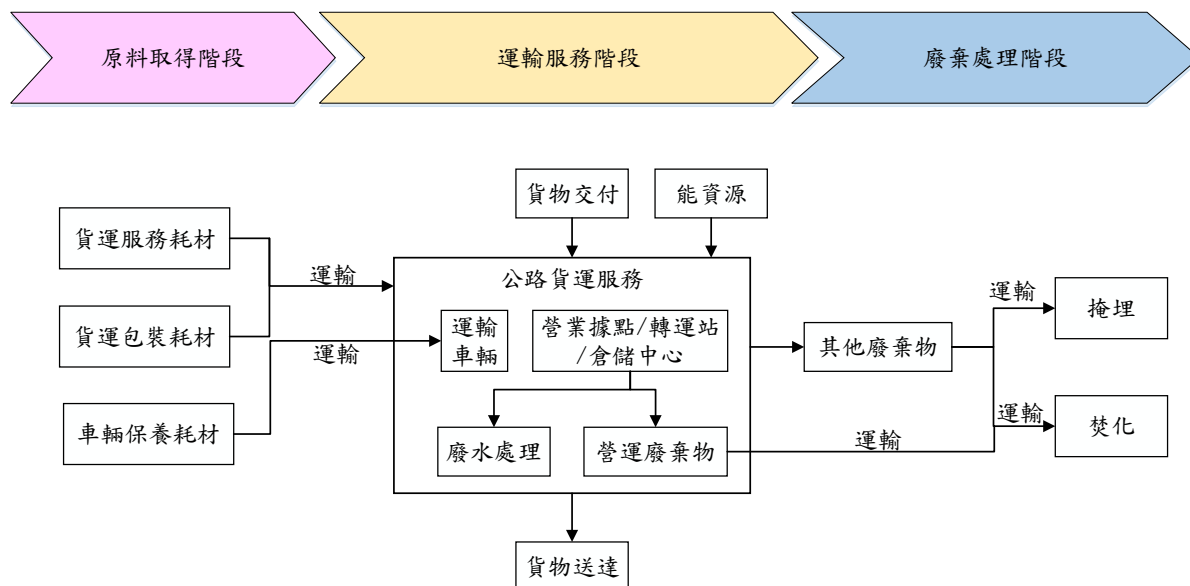 原料取得階段
運輸服務階段
廢棄處理階段
貨物交付
能資源
貨運服務耗材
運輸
公路貨運服務
運輸
掩埋
貨運包裝耗材
運輸
運輸
車輛
營業據點/轉運站
/倉儲中心
其他廢棄物
車輛保養耗材
廢水處理
營運廢棄物
運輸
運輸
焚化
貨物送達